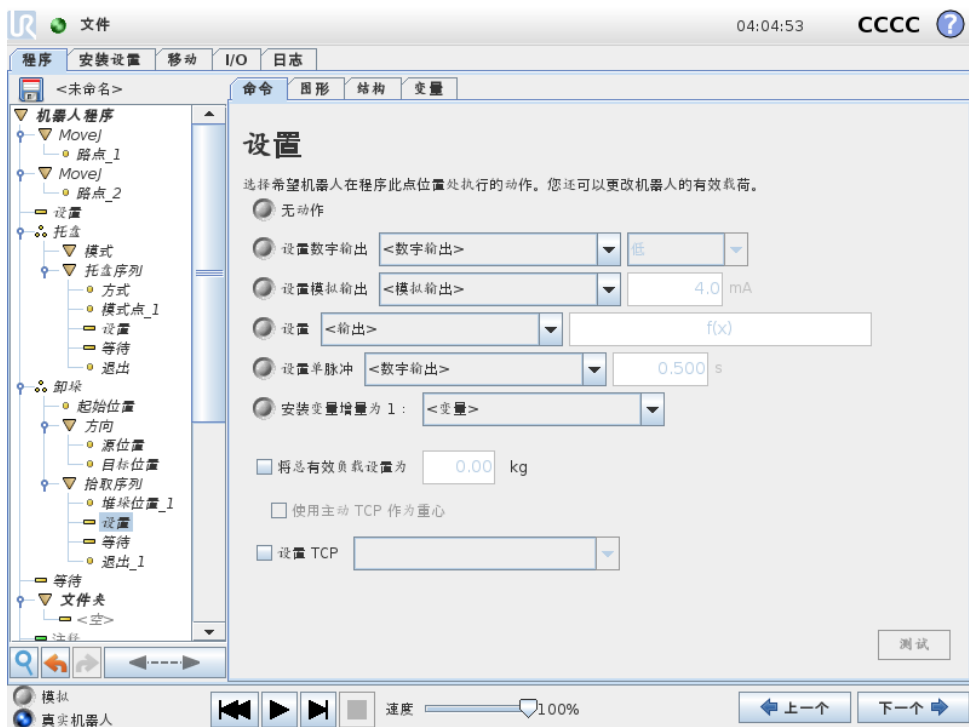 UR 文件 04:04:53 CCCC ?
程序 安装设置 移动 I/O 日志
<未命名> 命令 图形 结构 变量
机器人程序
MoveJ
路点_1
MoveJ
路点_2
设置
托盘
模式
托盘序列
方式
模式点_1
设置
等待
退出
卸垛
起始位置
方向
源位置
目标位置
拾取序列
堆垛位置_1
设置
等待
退出_1
等待
文件夹
<空>
注释
设置
选择希望机器人在程序此点位置处执行的动作。您还可以更改机器人的有效载荷。
无动作
设置数字输出 <数字输出> 低
设置模拟输出 <模拟输出> 4.0 mA
设置 <输出> f(x)
设置单脉冲 <数字输出> 0.500 s
安装变量增量为 1： <变量>
将总有效负载设置为 0.00 kg
使用主动 TCP 作为重心
设置 TCP
测试
模拟
真实机器人
速度 100%
上一个 下一个